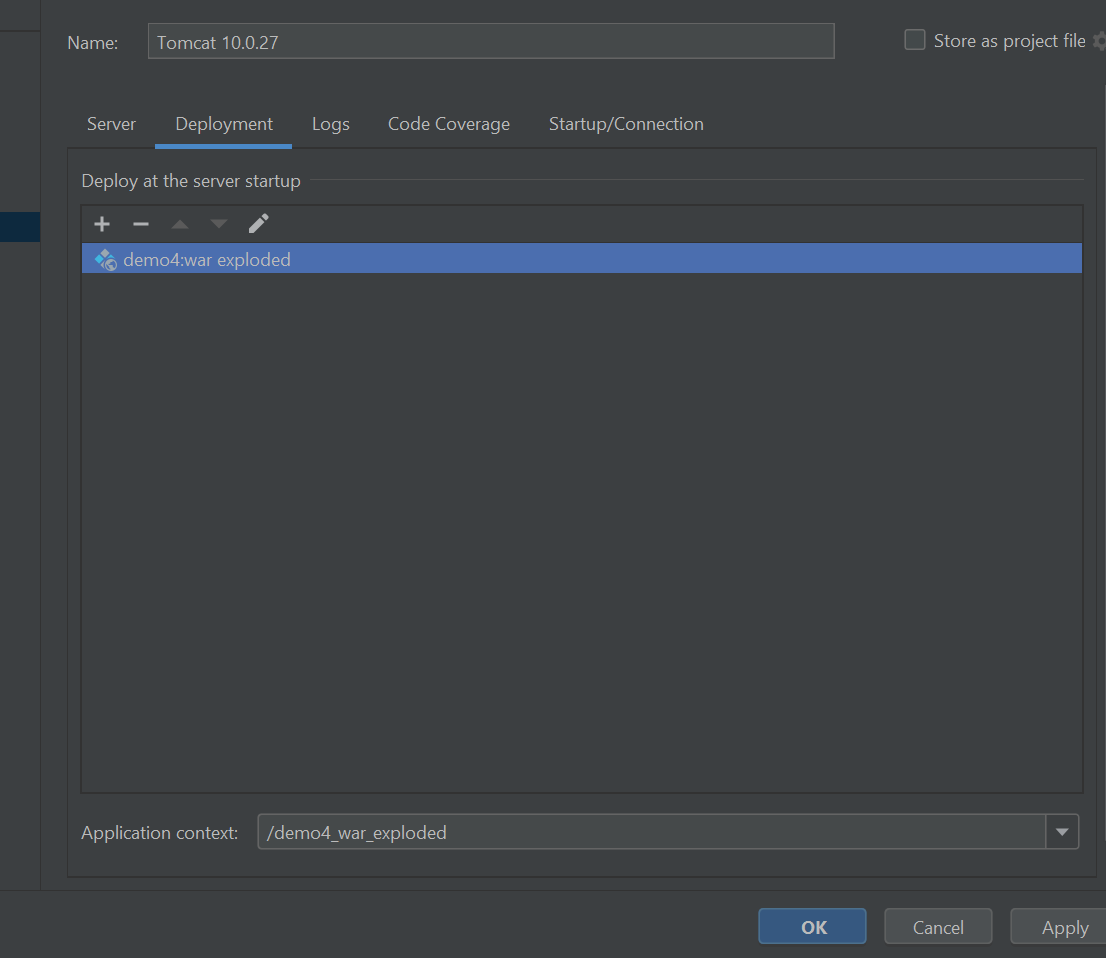 Name: Tomcat 10.0.27 Store as project file
Server Deployment Logs Code Coverage Startup/Connection
Deploy at the server startup
demo4:war exploded
Application context: /demo4_war_exploded
OK Cancel Apply